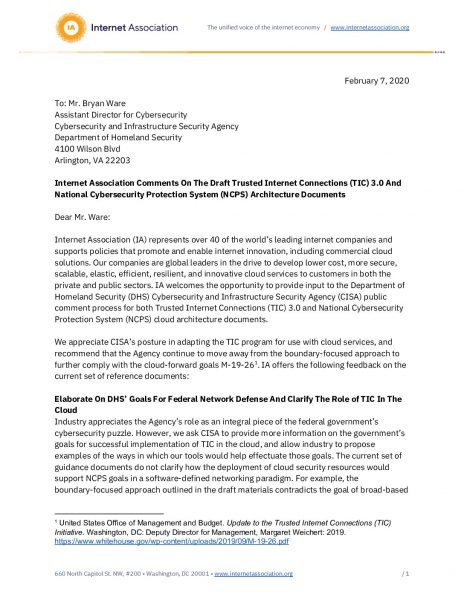 IA Internet Association
The unified voice of the internet economy / www.internetassociation.org
February 7, 2020
To: Mr. Bryan Ware
Assistant Director for Cybersecurity
Cybersecurity and Infrastructure Security Agency
Department of Homeland Security
4100 Wilson Blvd
Arlington, VA 22203
Internet Association Comments On The Draft Trusted Internet Connections (TIC) 3.0 And
National Cybersecurity Protection System (NCPS) Architecture Documents
Dear Mr. Ware:
Internet Association (IA) represents over 40 of the world's leading internet companies and
supports policies that promote and enable internet innovation, including commercial cloud
solutions. Our companies are global leaders in the drive to develop lower cost, more secure,
scalable, elastic, efficient, resilient, and innovative cloud services to customers in both the
private and public sectors. IA welcomes the opportunity to provide input to the Department of
Homeland Security (DHS) Cybersecurity and Infrastructure Security Agency (CISA) public
comment process for both Trusted Internet Connections (TIC) 3.0 and National Cybersecurity
Protection System (NCPS) cloud architecture documents.
We appreciate CISA's posture in adapting the TIC program for use with cloud services, and
recommend that the Agency continue to move away from the boundary-focused approach to
further comply with the cloud-forward goals M-19-26¹. IA offers the following feedback on the
current set of reference documents:
Elaborate On DHS' Goals For Federal Network Defense And Clarify The Role of TIC In The
Cloud
Industry appreciates the Agency's role as an integral piece of the federal government's
cybersecurity puzzle. However, we ask CISA to provide more information on the government's
goals for successful implementation of TIC in the cloud, and allow industry to propose
examples of the ways in which our tools would help effectuate those goals. The current set of
guidance documents do not clarify how the deployment of cloud security resources would
support NCPS goals in a software-defined networking paradigm. For example, the
boundary-focused approach outlined in the draft materials contradicts the goal of broad-based
¹ United States Office of Management and Budget. Update to the Trusted Internet Connections (TIC)
Initiative. Washington, DC: Deputy Director for Management, Margaret Weichert: 2019.
https://www.whitehouse.gov/wp-content/uploads/2019/09/M-19-26.pdf
660 North Capitol St. NW, #200 • Washington, DC 20001 • www.internetassociation.org
/ 1